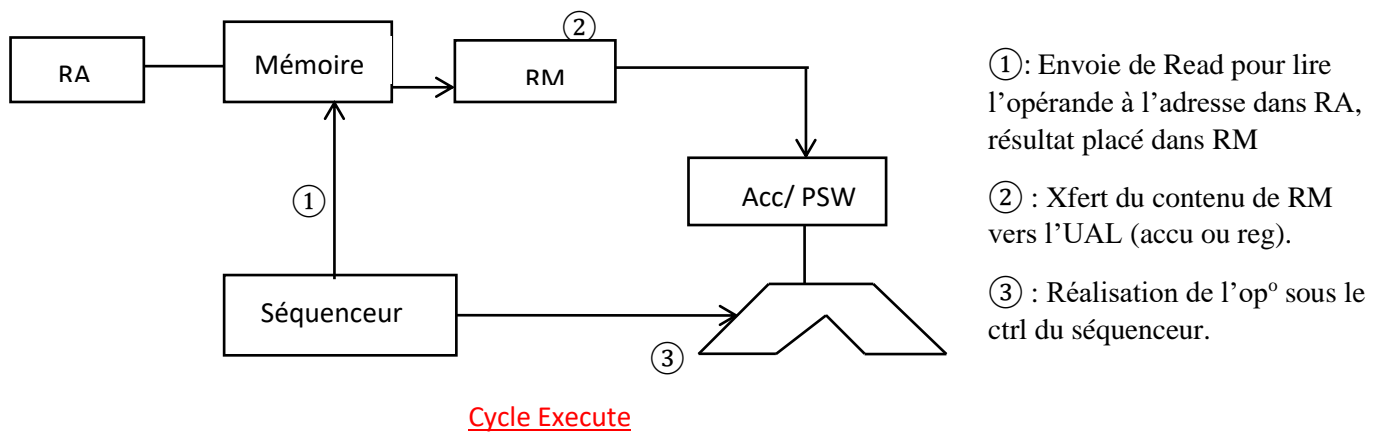 ②
RA
Mémoire
RM
①
Acc/ PSW
Séquenceur
③
Cycle Execute
①: Envoie de Read pour lire
l’opérande à l’adresse dans RA,
résultat placé dans RM
② : Xfert du contenu de RM
vers l’UAL (accu ou reg).
③ : Réalisation de l’opº sous le
ctrl du séquenceur.